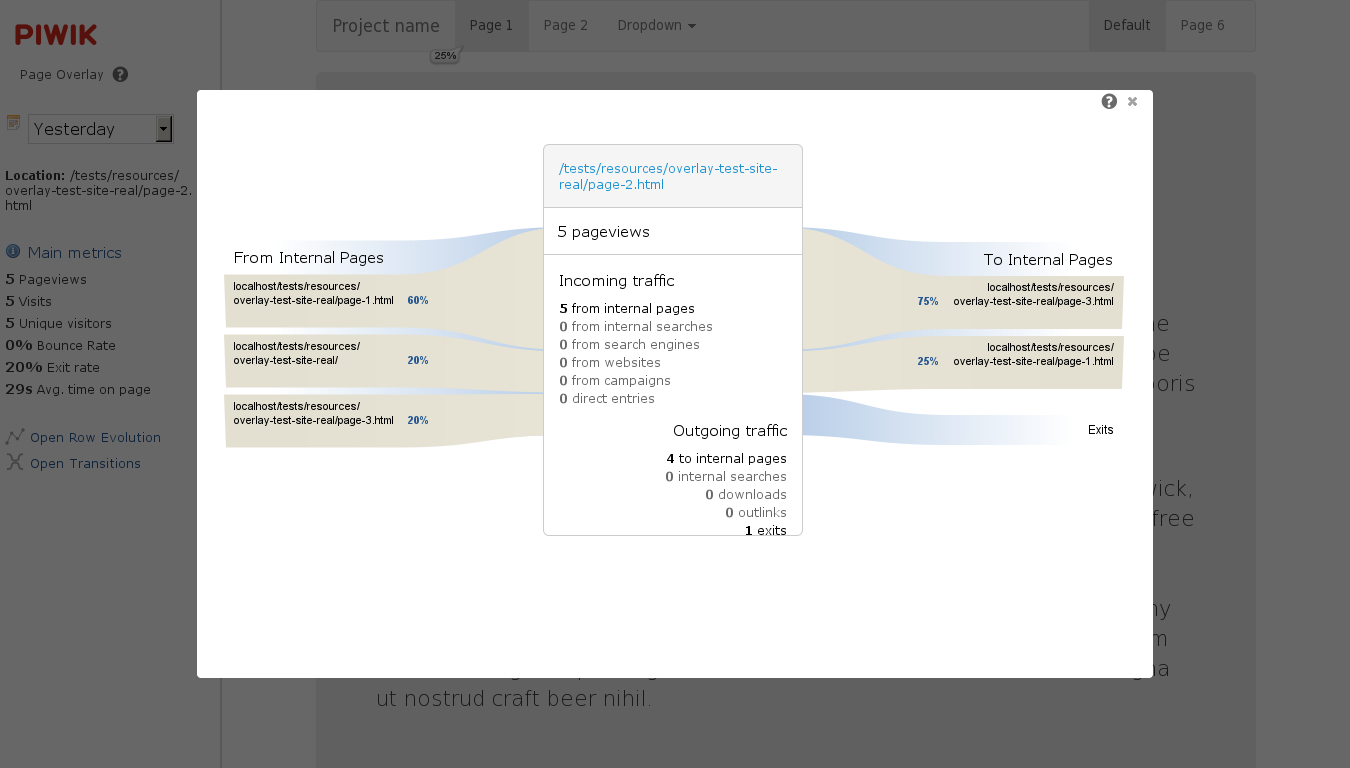 PIWIK
Page Overlay ?
Yesterday
Location: /tests/resources/
overlay-test-site-real/page-2.
html
Main metrics
5 Pageviews
5 Visits
5 Unique visitors
0% Bounce Rate
20% Exit rate
29s Avg. time on page
Open Row Evolution
Open Transitions
Project name Page 1 Page 2 Dropdown Default Page 6
25%
/tests/resources/overlay-test-site-
real/page-2.html
5 pageviews
From Internal Pages
localhost/tests/resources/
overlay-test-site-real/page-1.html 60%
localhost/tests/resources/
overlay-test-site-real/ 20%
localhost/tests/resources/
overlay-test-site-real/page-3.html 20%
Incoming traffic
5 from internal pages
0 from internal searches
0 from search engines
0 from websites
0 from campaigns
0 direct entries
Outgoing traffic
4 to internal pages
0 internal searches
0 downloads
0 outlinks
1 exits
To Internal Pages
localhost/tests/resources/
75% overlay-test-site-real/page-3.html
localhost/tests/resources/
25% overlay-test-site-real/page-1.html
Exits
ut nostrud craft beer nihil.